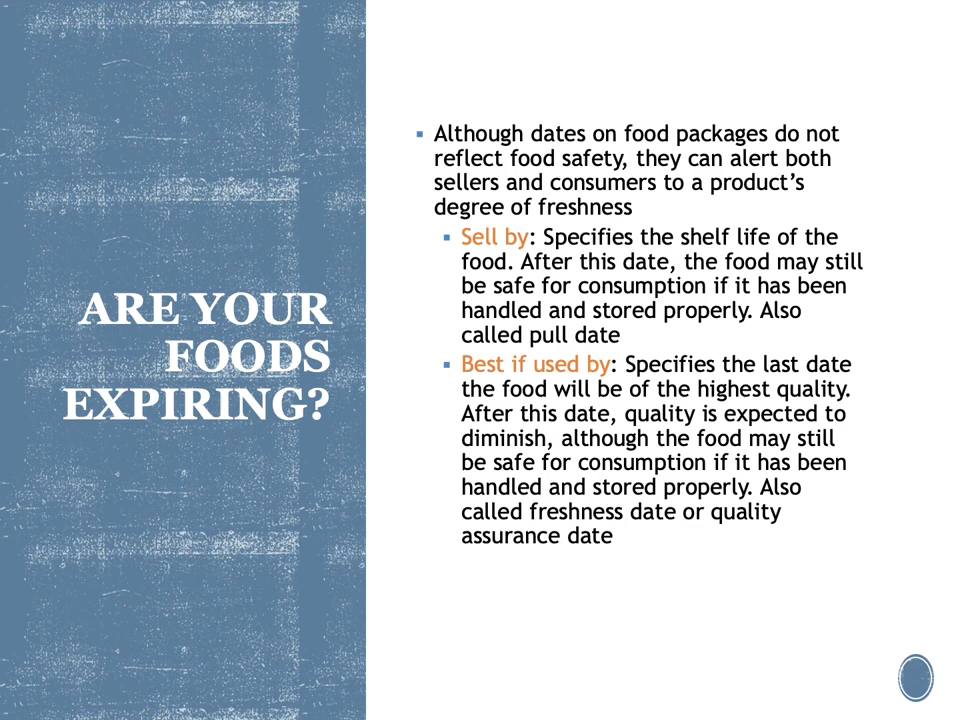 ARE YOUR
FOODS
EXPIRING?
▪ Although dates on food packages do not
reflect food safety, they can alert both
sellers and consumers to a product’s
degree of freshness
▪ Sell by: Specifies the shelf life of the
food. After this date, the food may still
be safe for consumption if it has been
handled and stored properly. Also
called pull date
▪ Best if used by: Specifies the last date
the food will be of the highest quality.
After this date, quality is expected to
diminish, although the food may still
be safe for consumption if it has been
handled and stored properly. Also
called freshness date or quality
assurance date